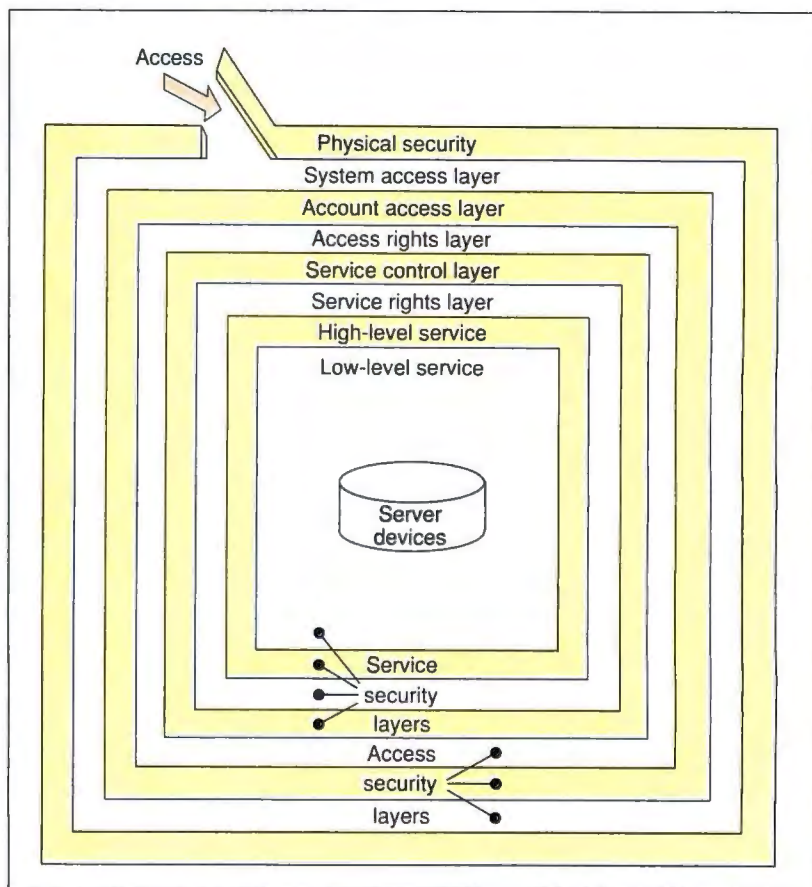 Access
Physical security
System access layer
Account access layer
Access rights layer
Service control layer
Service rights layer
High-level service
Low-level service
Server
devices
Service
security
layers
Access
security
layers